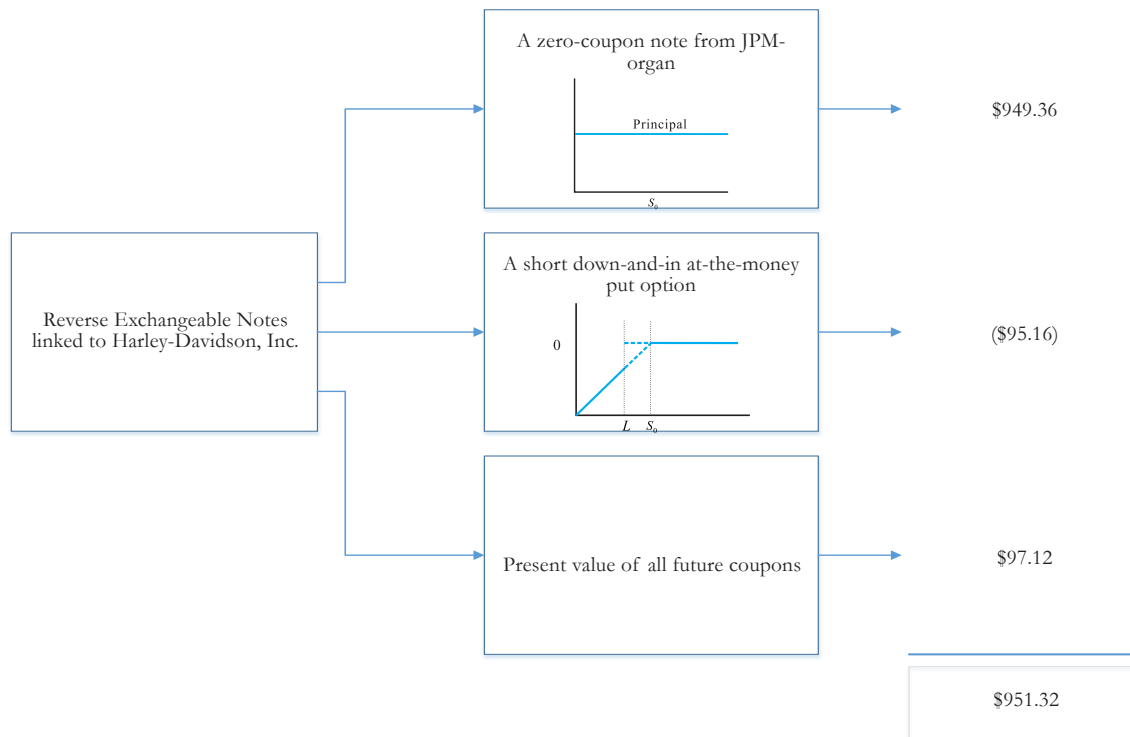 A zero-coupon note from JPM-
organ
Principal
S₀
$949.36
Reverse Exchangeable Notes
linked to Harley-Davidson, Inc.
A short down-and-in at-the-money
put option
0
L S₀
($95.16)
Present value of all future coupons
$97.12
$951.32